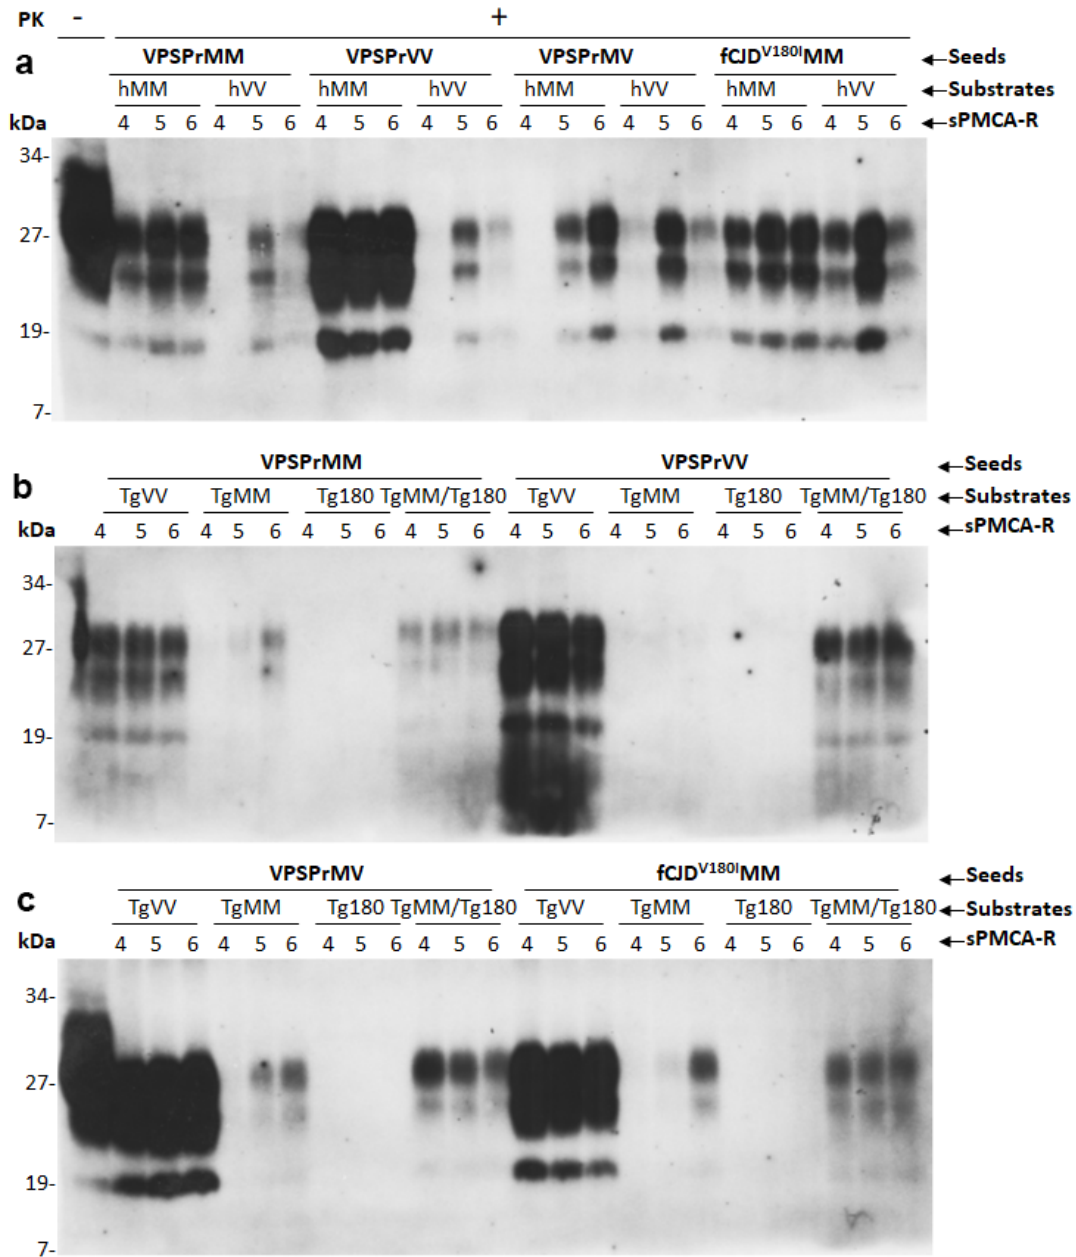 PK - +
a VPSPrMM VPSPrVV VPSPrMV fCJDV180IMM ←Seeds
hMM hVV hMM hVV hMM hVV hMM hVV ←Substrates
kDa 4 5 6 4 5 6 4 5 6 4 5 6 4 5 6 4 5 6 4 5 6 4 5 6 ←sPMCA-R
34-
27-
19-
7-
b VPSPrMM VPSPrVV ←Seeds
TgVV TgMM Tg180 TgMM/Tg180 TgVV TgMM Tg180 TgMM/Tg180 ←Substrates
kDa 4 5 6 4 5 6 4 5 6 4 5 6 4 5 6 4 5 6 4 5 6 4 5 6 ←sPMCA-R
34-
27-
19-
7-
c VPSPrMV fCJDV180IMM ←Seeds
TgVV TgMM Tg180 TgMM/Tg180 TgVV TgMM Tg180 TgMM/Tg180 ←Substrates
kDa 4 5 6 4 5 6 4 5 6 4 5 6 4 5 6 4 5 6 4 5 6 4 5 6 ←sPMCA-R
34-
27-
19-
7-